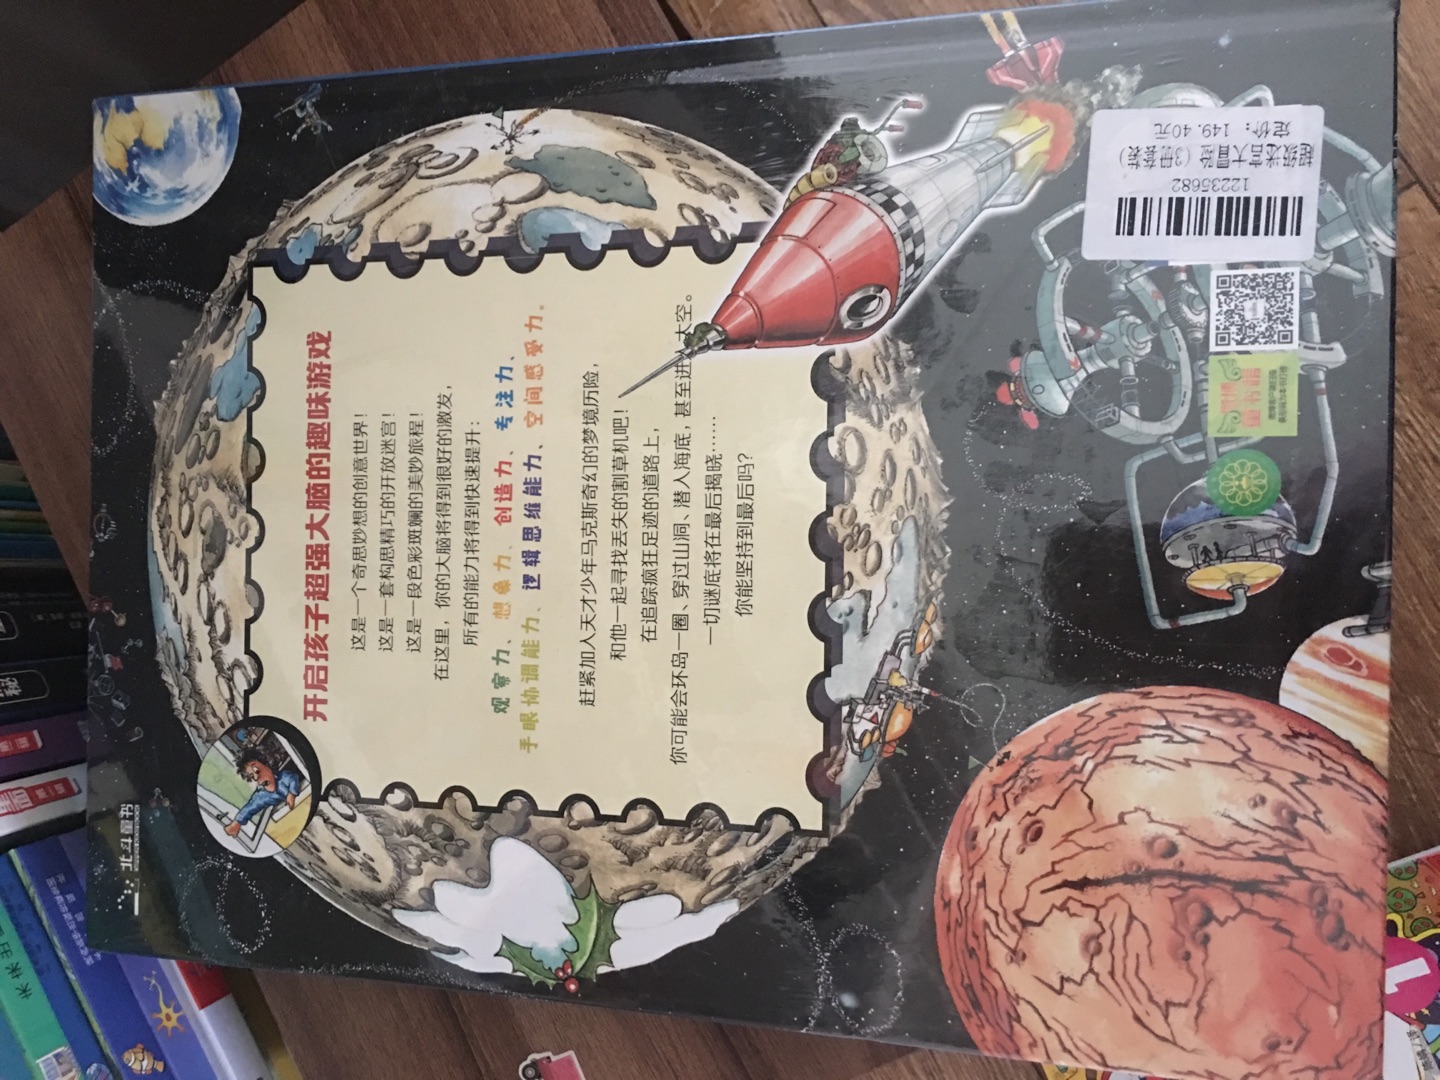 北斗童书
开启孩子超强大脑的趣味游戏
这是一个奇思妙想的创意世界！
这是一套构思精巧的开放迷宫！
这是一段色彩斑斓的美妙旅程！
在这里，你的大脑将得到很好的激发，
所有的能力将得到快速提升：
观察力、想象力、创造力、专注力、
手眼协调能力、逻辑思维能力、空间感受力。
赶紧加入天才少年马克斯奇幻的梦境历险，
和他一起寻找丢失的割草机吧！
在追踪疯狂足迹的道路上，
你可能会环岛一圈、穿过山洞、潜入海底，甚至进入太空。
一切谜底将在最后揭晓……
你能坚持到最后吗？
12235682
超级迷宫大冒险（3册套装）
定价：149.40元